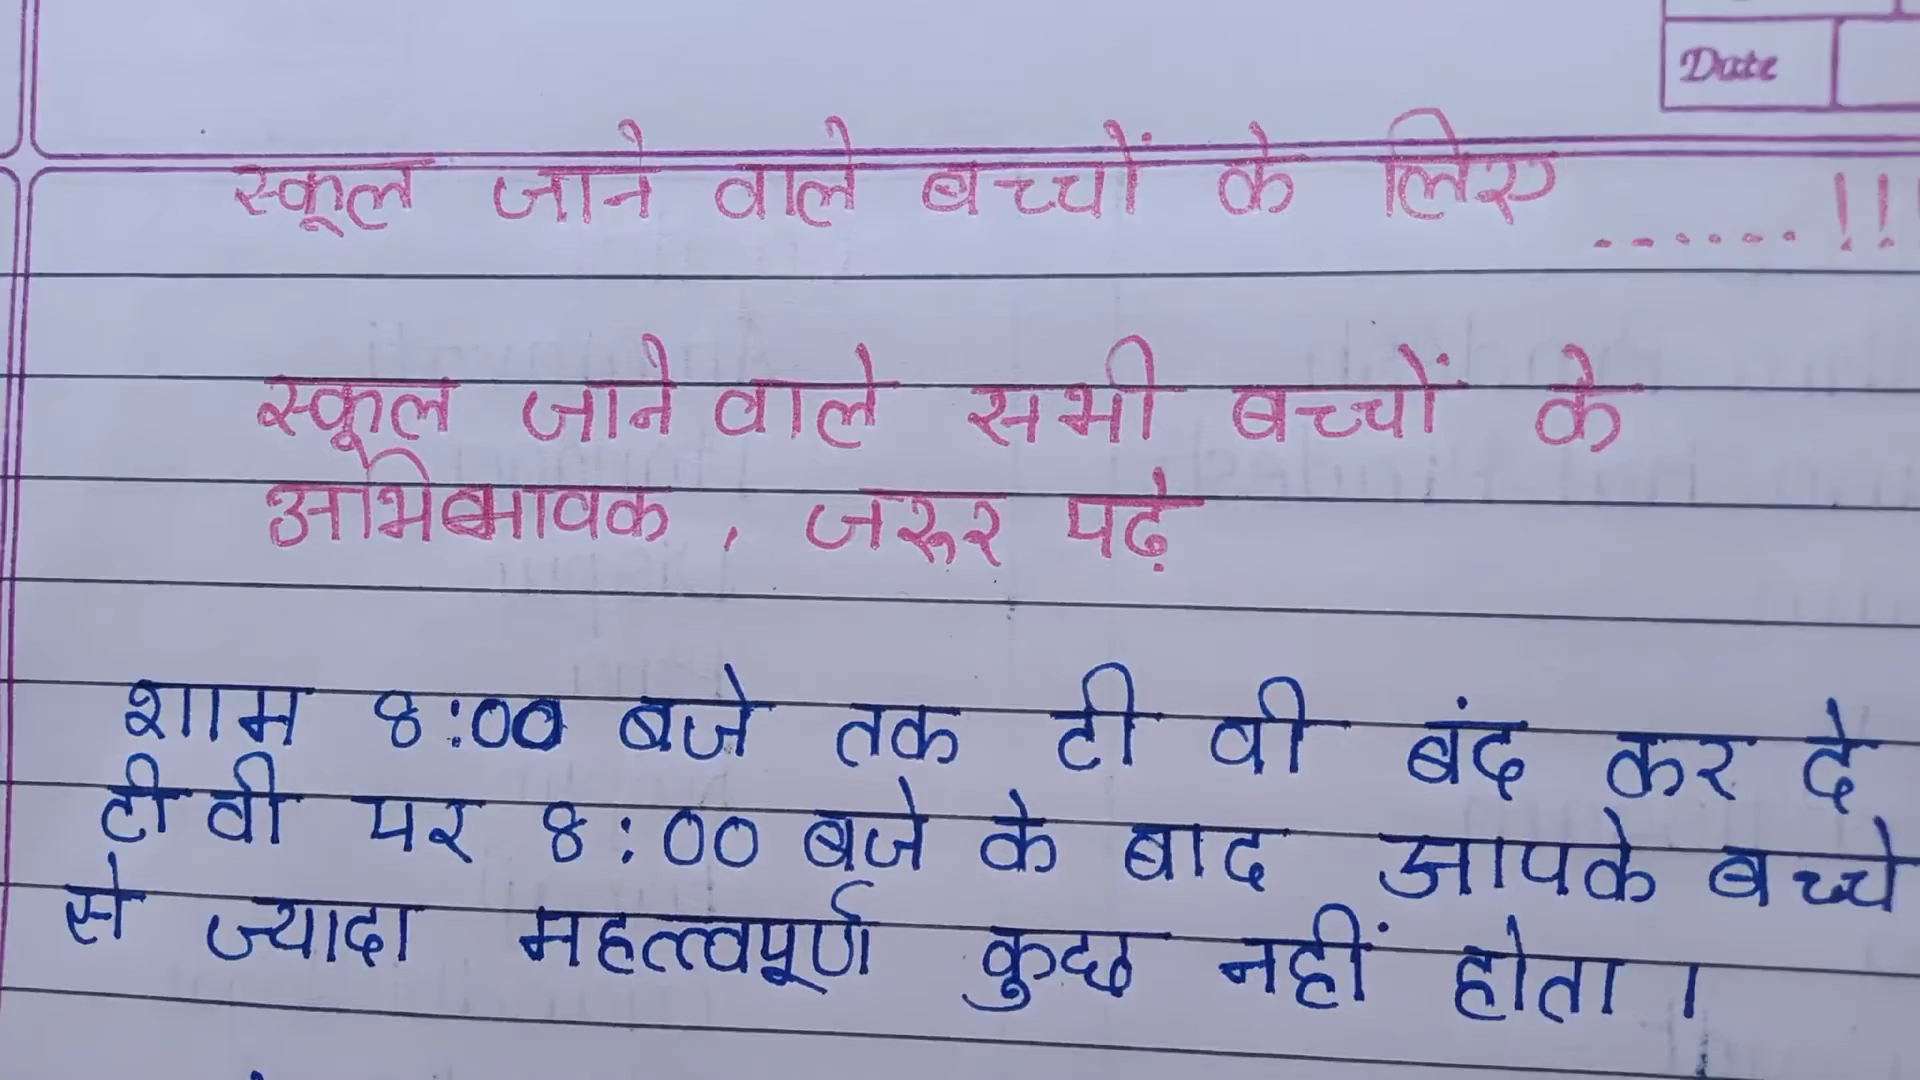 Date
स्कूल जाने वाले बच्चों के लिए ...... !!!
स्कूल जाने वाले सभी बच्चों के
अभिभावक , जरूर पढ़े
शाम 8:00 बजे तक टी वी बंद कर दे
टी वी पर 8:00 बजे के बाद आपके बच्चे
से ज्यादा महत्त्वपूर्ण कुछ नहीं होता ।